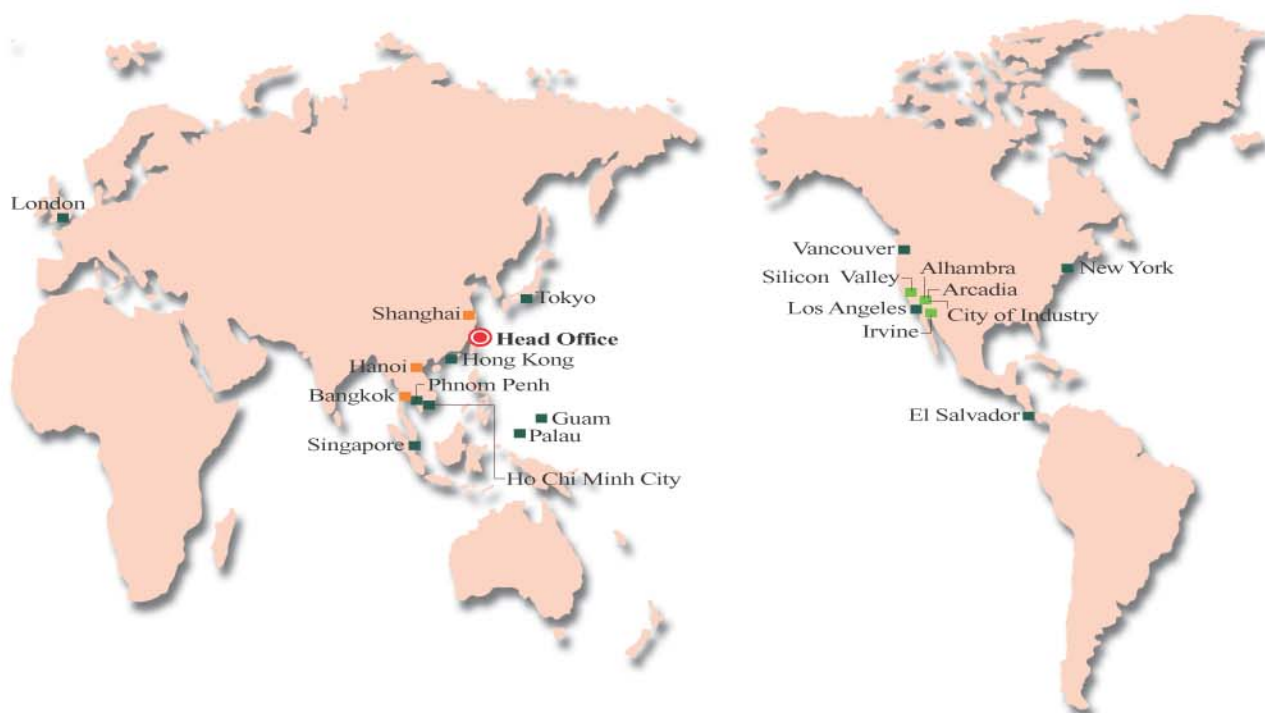 London
Tokyo
Shanghai
Head Office
Hong Kong
Hanoi
Phnom Penh
Bangkok
Guam
Palau
Singapore
Ho Chi Minh City
Vancouver
Alhambra
New York
Silicon Valley
Arcadia
Los Angeles
City of Industry
Irvine
El Salvador